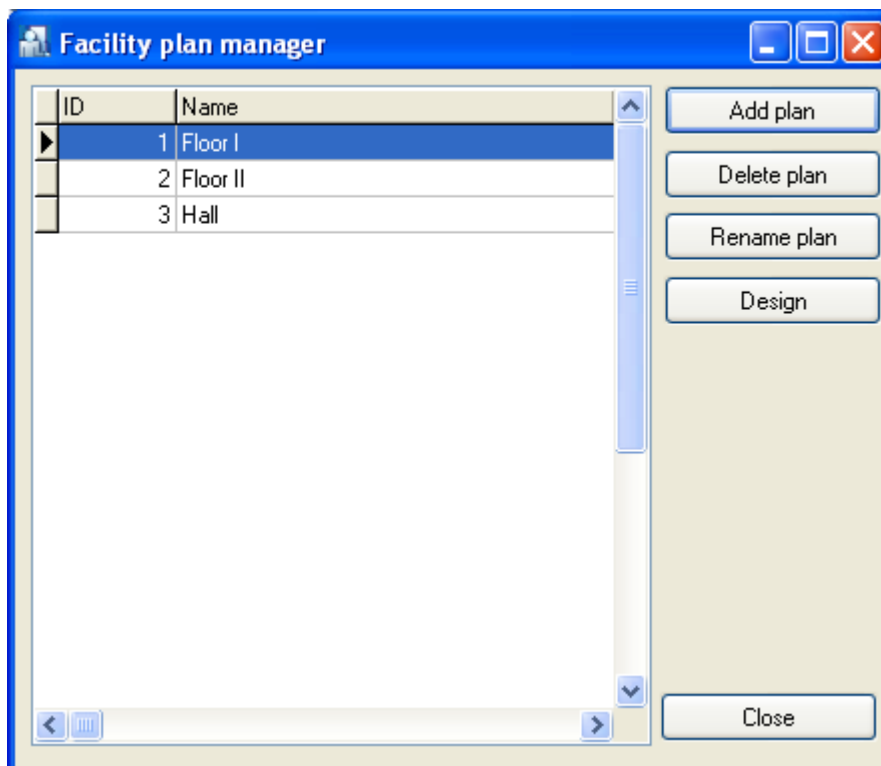 Facility plan manager
ID Name
1 Floor I
2 Floor II
3 Hall
Add plan
Delete plan
Rename plan
Design
Close